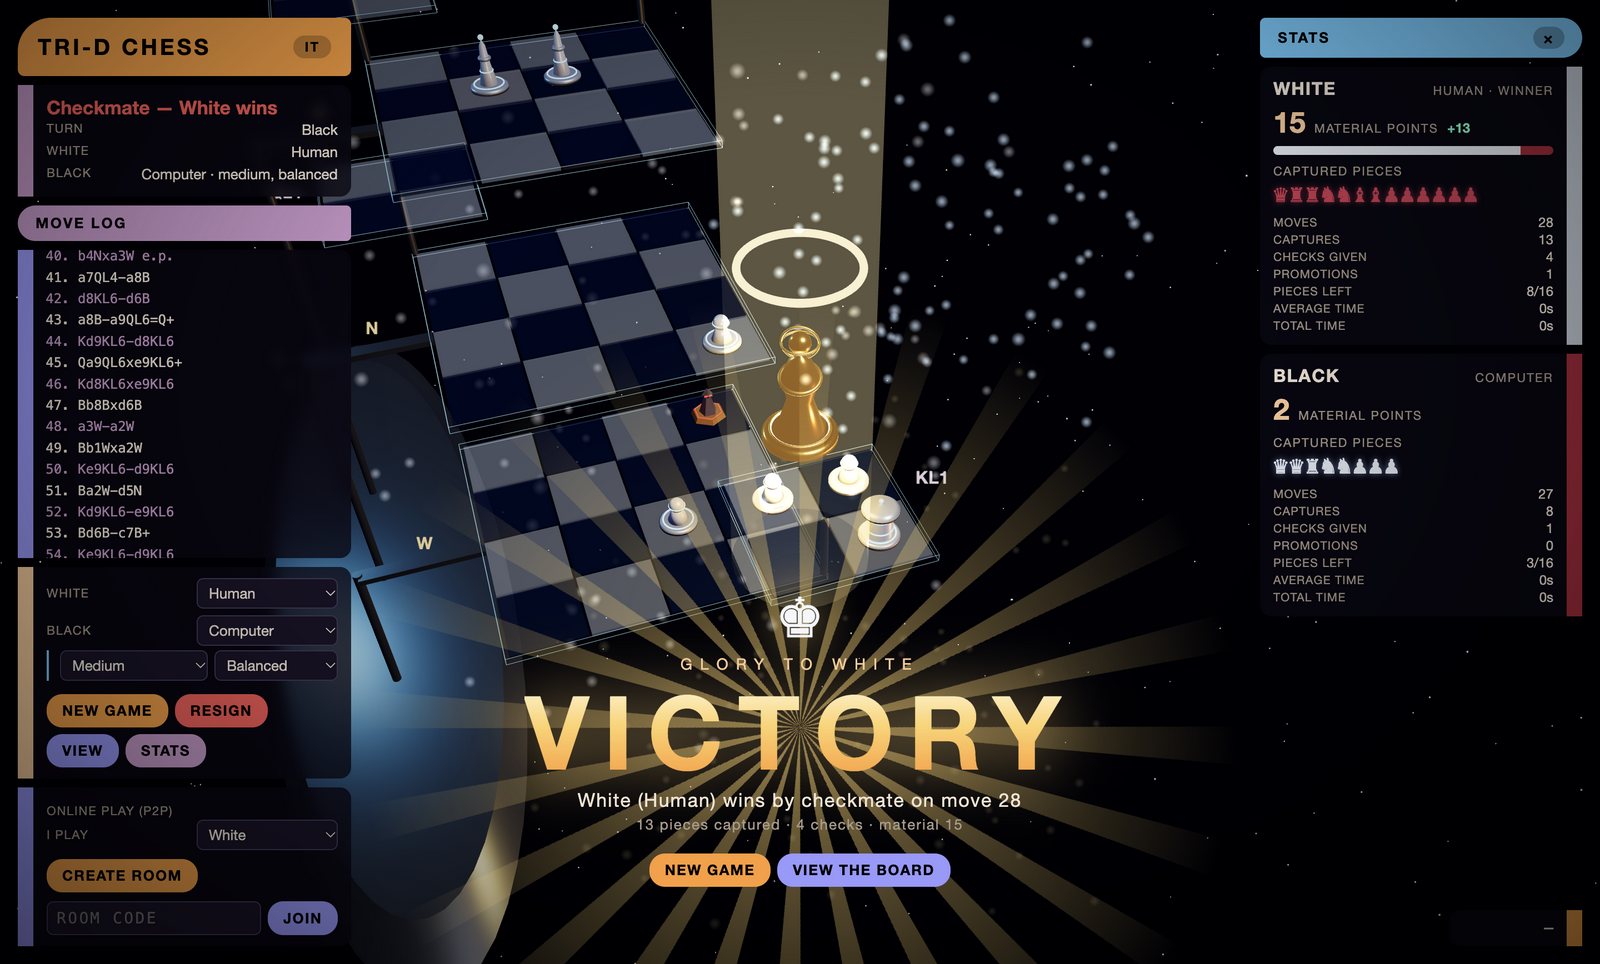 TRI-D CHESS
IT
Checkmate — White wins
TURN Black
WHITE Human
BLACK Computer · medium, balanced
MOVE LOG
40. b4Nxa3W e.p.
41. a7QL4–a8B
42. d8KL6–d6B
43. a8B–a9QL6=Q+
44. Kd9KL6–d8KL6
45. Qa9QL6xe9KL6+
46. Kd8KL6xe9KL6
47. Bb8Bxd6B
48. a3W–a2W
49. Bb1Wxa2W
50. Ke9KL6–d9KL6
51. Ba2W–d5N
52. Kd9KL6–e9KL6
53. Bd6B–c7B+
54. Ke9KL6–d9KL6
WHITE Human
BLACK Computer
Medium Balanced
NEW GAME RESIGN
VIEW STATS
ONLINE PLAY (P2P)
I PLAY White
CREATE ROOM
ROOM CODE JOIN
N
W
KL1
GLORY TO WHITE
VICTORY
White (Human) wins by checkmate on move 28
13 pieces captured · 4 checks · material 15
NEW GAME VIEW THE BOARD
STATS ×
WHITE HUMAN · WINNER
15 MATERIAL POINTS +13
CAPTURED PIECES
MOVES 28
CAPTURES 13
CHECKS GIVEN 4
PROMOTIONS 1
PIECES LEFT 8/16
AVERAGE TIME 0s
TOTAL TIME 0s
BLACK COMPUTER
2 MATERIAL POINTS
CAPTURED PIECES
MOVES 27
CAPTURES 8
CHECKS GIVEN 1
PROMOTIONS 0
PIECES LEFT 3/16
AVERAGE TIME 0s
TOTAL TIME 0s
–